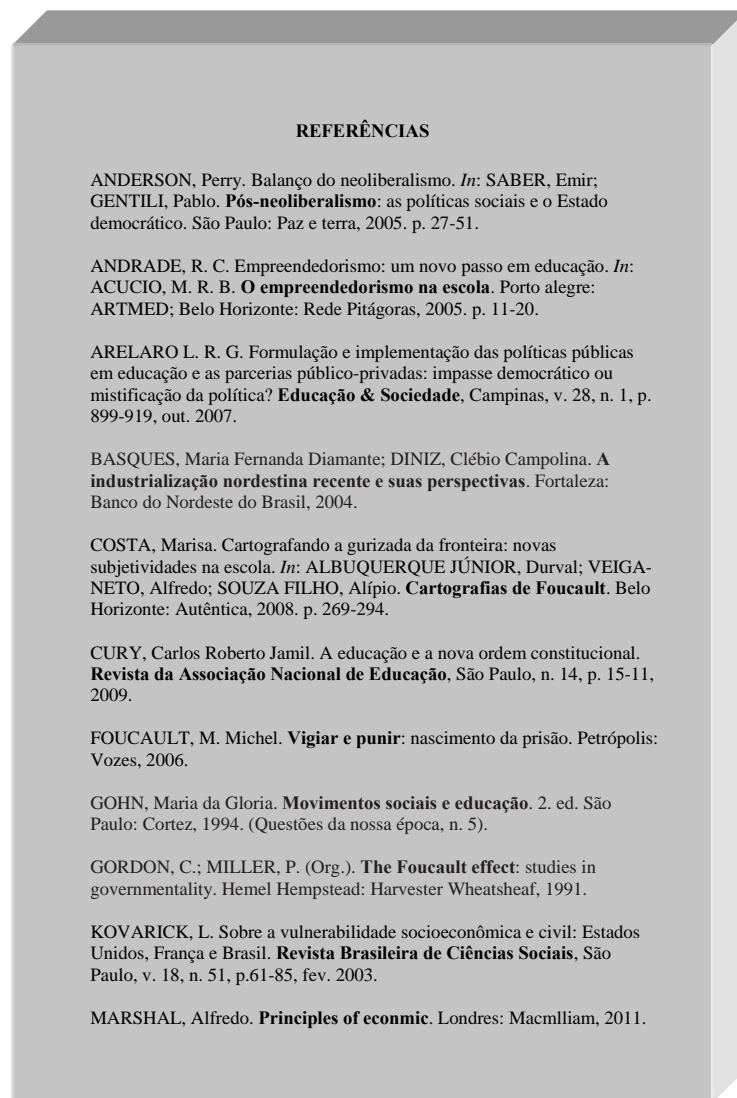 REFERÊNCIAS
ANDERSON, Perry. Balanço do neoliberalismo. In: SABER, Emir;
GENTILI, Pablo. Pós-neoliberalismo: as políticas sociais e o Estado
democrático. São Paulo: Paz e terra, 2005. p. 27-51.
ANDRADE, R. C. Empreendedorismo: um novo passo em educação. In:
ACUCIO, M. R. B. O empreendedorismo na escola. Porto alegre:
ARTMED; Belo Horizonte: Rede Pitágoras, 2005. p. 11-20.
ARELARO L. R. G. Formulação e implementação das políticas públicas
em educação e as parcerias público-privadas: impasse democrático ou
mistificação da política? Educação & Sociedade, Campinas, v. 28, n. 1, p.
899-919, out. 2007.
BASQUES, Maria Fernanda Diamante; DINIZ, Clébio Campolina. A
industrialização nordestina recente e suas perspectivas. Fortaleza:
Banco do Nordeste do Brasil, 2004.
COSTA, Marisa. Cartografando a gurizada da fronteira: novas
subjetividades na escola. In: ALBUQUERQUE JÚNIOR, Durval; VEIGA-
NETO, Alfredo; SOUZA FILHO, Alípio. Cartografias de Foucault. Belo
Horizonte: Autêntica, 2008. p. 269-294.
CURY, Carlos Roberto Jamil. A educação e a nova ordem constitucional.
Revista da Associação Nacional de Educação, São Paulo, n. 14, p. 15-11,
2009.
FOUCAULT, M. Michel. Vigiar e punir: nascimento da prisão. Petrópolis:
Vozes, 2006.
GOHN, Maria da Gloria. Movimentos sociais e educação. 2. ed. São
Paulo: Cortez, 1994. (Questões da nossa época, n. 5).
GORDON, C.; MILLER, P. (Org.). The Foucault effect: studies in
governmentality. Hemel Hempstead: Harvester Wheatsheaf, 1991.
KOVARICK, L. Sobre a vulnerabilidade socioeconômica e civil: Estados
Unidos, França e Brasil. Revista Brasileira de Ciências Sociais, São
Paulo, v. 18, n. 51, p.61-85, fev. 2003.
MARSHAL, Alfredo. Principles of econmic. Londres: Macmlliam, 2011.